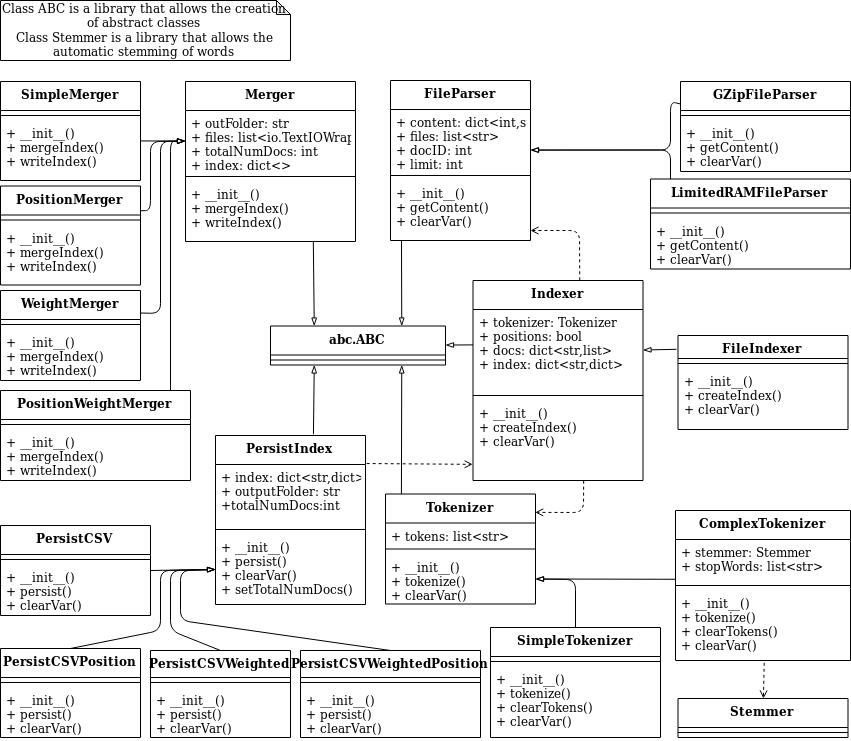 Class ABC is a library that allows the creation
of abstract classes
Class Stemmer is a library that allows the
automatic stemming of words
SimpleMerger
+ __init__()
+ mergeIndex()
+ writeIndex()
Merger
+ outFolder: str
+ files: list<io.TextIOWrap
+ totalNumDocs: int
+ index: dict<>
+ __init__()
+ mergeIndex()
+ writeIndex()
FileParser
+ content: dict<int,s
+ files: list<str>
+ docID: int
+ limit: int
+ __init__()
+ getContent()
+ clearVar()
GZipFileParser
+ __init__()
+ getContent()
+ clearVar()
PositionMerger
+ __init__()
+ mergeIndex()
+ writeIndex()
LimitedRAMFileParser
+ __init__()
+ getContent()
+ clearVar()
WeightMerger
+ __init__()
+ mergeIndex()
+ writeIndex()
abc.ABC
Indexer
+ tokenizer: Tokenizer
+ positions: bool
+ docs: dict<str,list>
+ index: dict<str,dict>
+ __init__()
+ createIndex()
+ clearVar()
FileIndexer
+ __init__()
+ createIndex()
+ clearVar()
PositionWeightMerger
+ __init__()
+ mergeIndex()
+ writeIndex()
PersistIndex
+ index: dict<str,dict>
+ outputFolder: str
+totalNumDocs:int
+ __init__()
+ persist()
+ clearVar()
+ setTotalNumDocs()
Tokenizer
+ tokens: list<str>
+ __init__()
+ tokenize()
+ clearVar()
ComplexTokenizer
+ stemmer: Stemmer
+ stopWords: list<str>
+ __init__()
+ tokenize()
+ clearTokens()
+ clearVar()
PersistCSV
+ __init__()
+ persist()
+ clearVar()
PersistCSVPosition
+ __init__()
+ persist()
+ clearVar()
PersistCSVWeighted
+ __init__()
+ persist()
+ clearVar()
PersistCSVWeightedPosition
+ __init__()
+ persist()
+ clearVar()
SimpleTokenizer
+ __init__()
+ tokenize()
+ clearTokens()
+ clearVar()
Stemmer